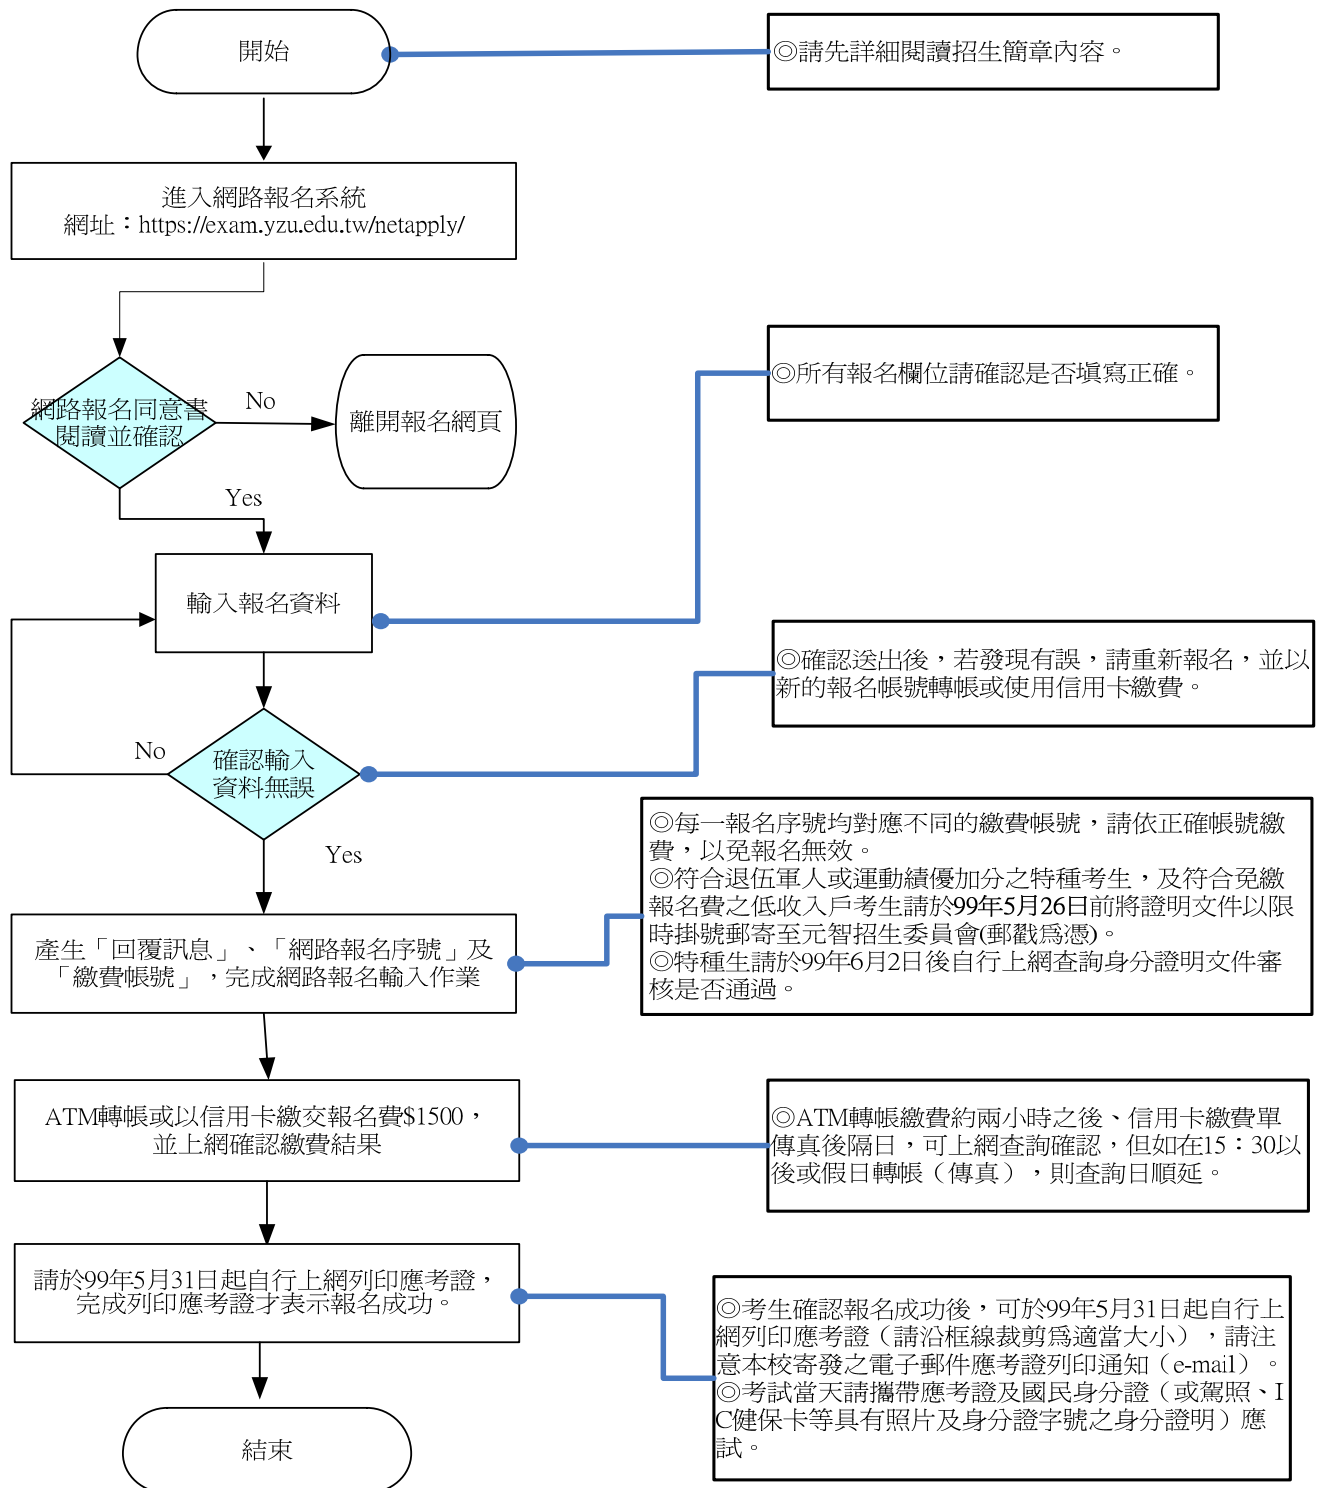 開始
◎請先詳細閱讀招生簡章內容。
進入網路報名系統
網址：https://exam.yzu.edu.tw/netapply/
網路報名同意書
閱讀並確認
No
離開報名網頁
◎所有報名欄位請確認是否填寫正確。
Yes
輸入報名資料
◎確認送出後，若發現有誤，請重新報名，並以
新的報名帳號轉帳或使用信用卡繳費。
No
確認輸入
資料無誤
Yes
◎每一報名序號均對應不同的繳費帳號，請依正確帳號繳
費，以免報名無效。
◎符合退伍軍人或運動績優加分之特種考生，及符合免繳
報名費之低收入戶考生請於99年5月26日前將證明文件以限
時掛號郵寄至元智招生委員會(郵戳為憑)。
◎特種生請於99年6月2日後自行上網查詢身分證明文件審
核是否通過。
產生「回覆訊息」、「網路報名序號」及
「繳費帳號」，完成網路報名輸入作業
ATM轉帳或以信用卡繳交報名費$1500，
並上網確認繳費結果
◎ATM轉帳繳費約兩小時之後、信用卡繳費單
傳真後隔日，可上網查詢確認，但如在15：30以
後或假日轉帳（傳真），則查詢日順延。
請於99年5月31日起自行上網列印應考證，
完成列印應考證才表示報名成功。
◎考生確認報名成功後，可於99年5月31日起自行上
網列印應考證（請沿框線裁剪為適當大小），請注
意本校寄發之電子郵件應考證列印通知（e-mail）。
◎考試當天請攜帶應考證及國民身分證（或駕照、I
C健保卡等具有照片及身分證字號之身分證明）應
試。
結束